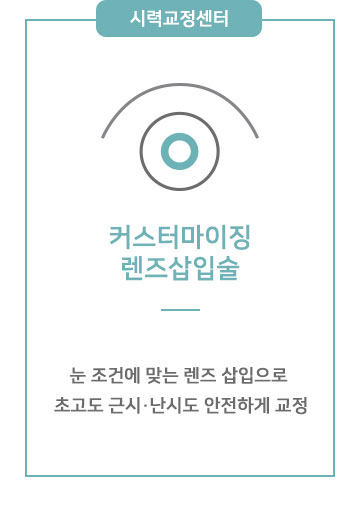 시력교정센터
커스터마이징
렌즈삽입술
눈 조건에 맞는 렌즈 삽입으로
초고도 근시·난시도 안전하게 교정